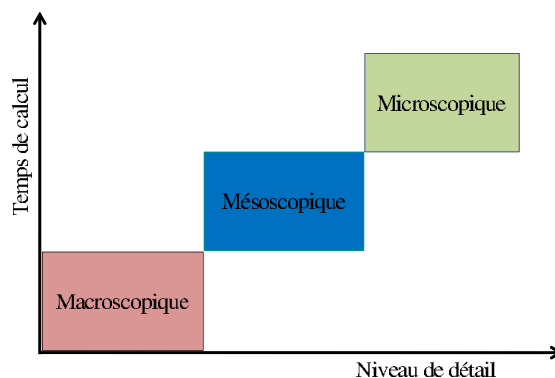 Temps de calcul
Microscopique
Mésoscopique
Macroscopique
Niveau de détail